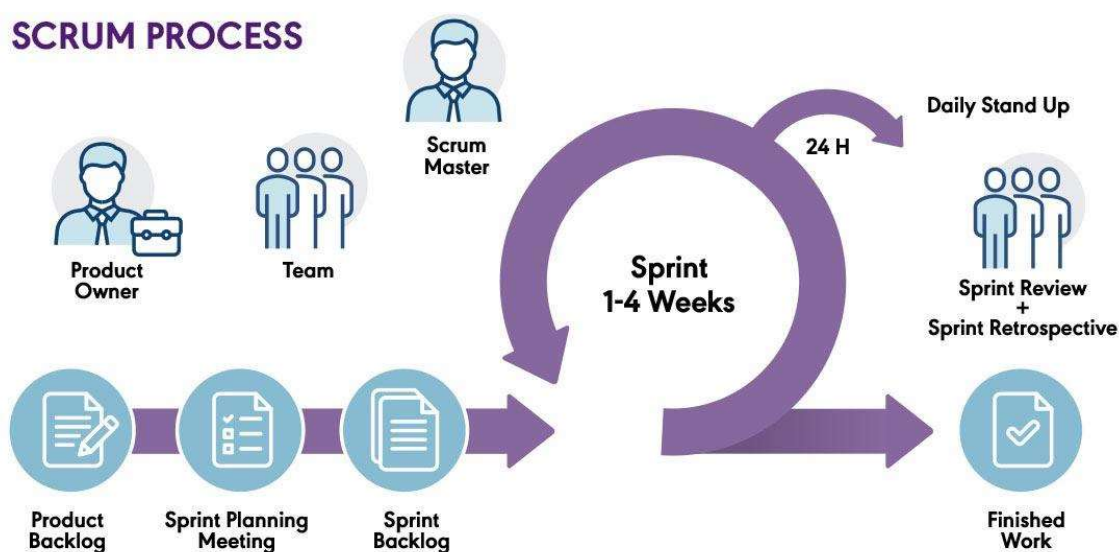 SCRUM PROCESS
Scrum
Master
Product
Owner
Team
Sprint
1-4 Weeks
24 H
Daily Stand Up
Sprint Review
+
Sprint Retrospective
Product
Backlog
Sprint Planning
Meeting
Sprint
Backlog
Finished
Work